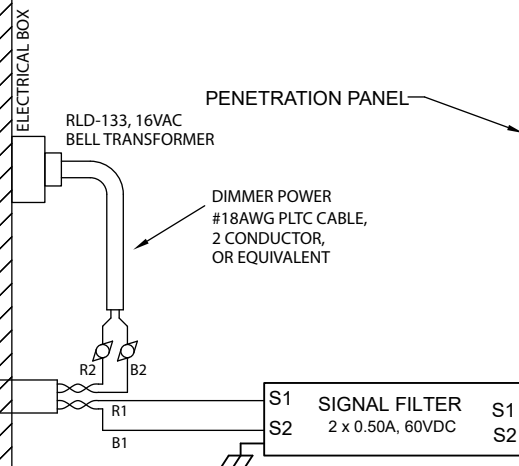 ELECTRICAL BOX
PENETRATION PANEL
RLD-133, 16VAC
BELL TRANSFORMER
DIMMER POWER
#18AWG PLTC CABLE,
2 CONDUCTOR,
OR EQUIVALENT
R2
B2
R1
B1
S1
S2
SIGNAL FILTER
2 x 0.50A, 60VDC
S1
S2